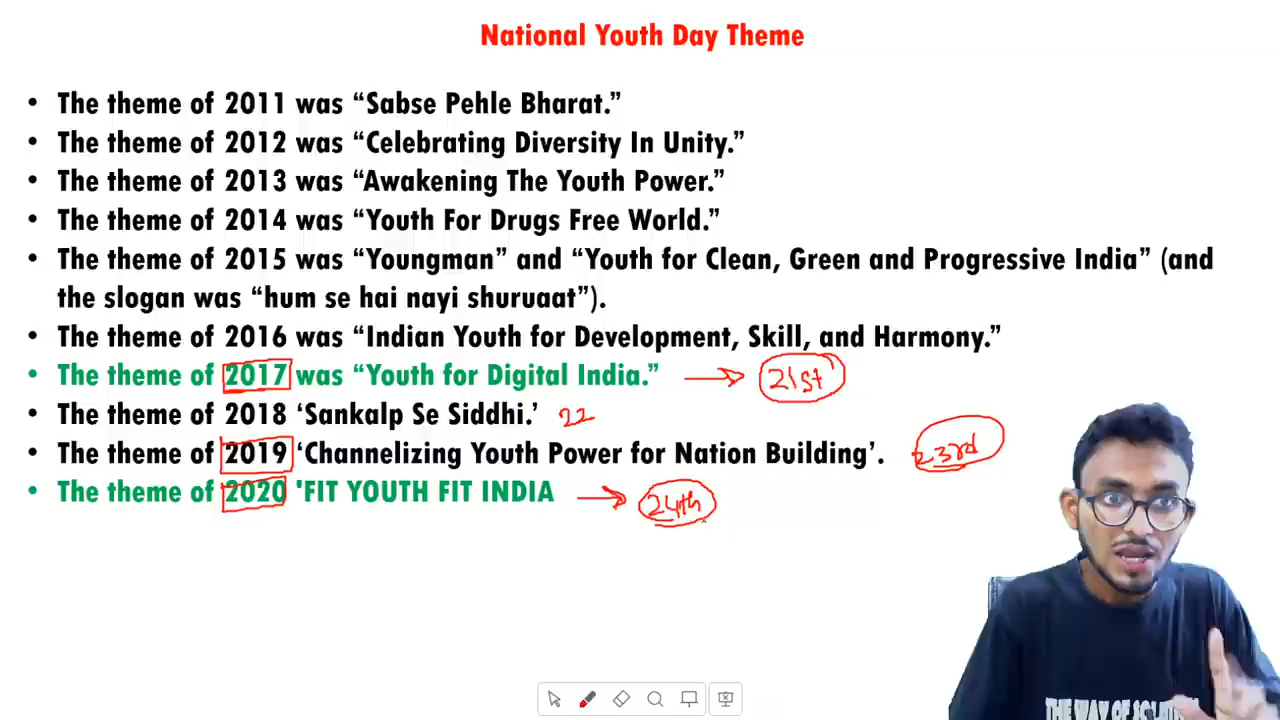 National Youth Day Theme
• The theme of 2011 was “Sabse Pehle Bharat.”
• The theme of 2012 was “Celebrating Diversity In Unity.”
• The theme of 2013 was “Awakening The Youth Power.”
• The theme of 2014 was “Youth For Drugs Free World.”
• The theme of 2015 was “Youngman” and “Youth for Clean, Green and Progressive India” (and
the slogan was “hum se hai nayi shuruaat”).
• The theme of 2016 was “Indian Youth for Development, Skill, and Harmony.”
• The theme of 2017 was “Youth for Digital India.” → 21st
• The theme of 2018 ‘Sankalp Se Siddhi.’ 22
• The theme of 2019 ‘Channelizing Youth Power for Nation Building’. 23rd
• The theme of 2020 'FIT YOUTH FIT INDIA → 24th
THE WAY OF